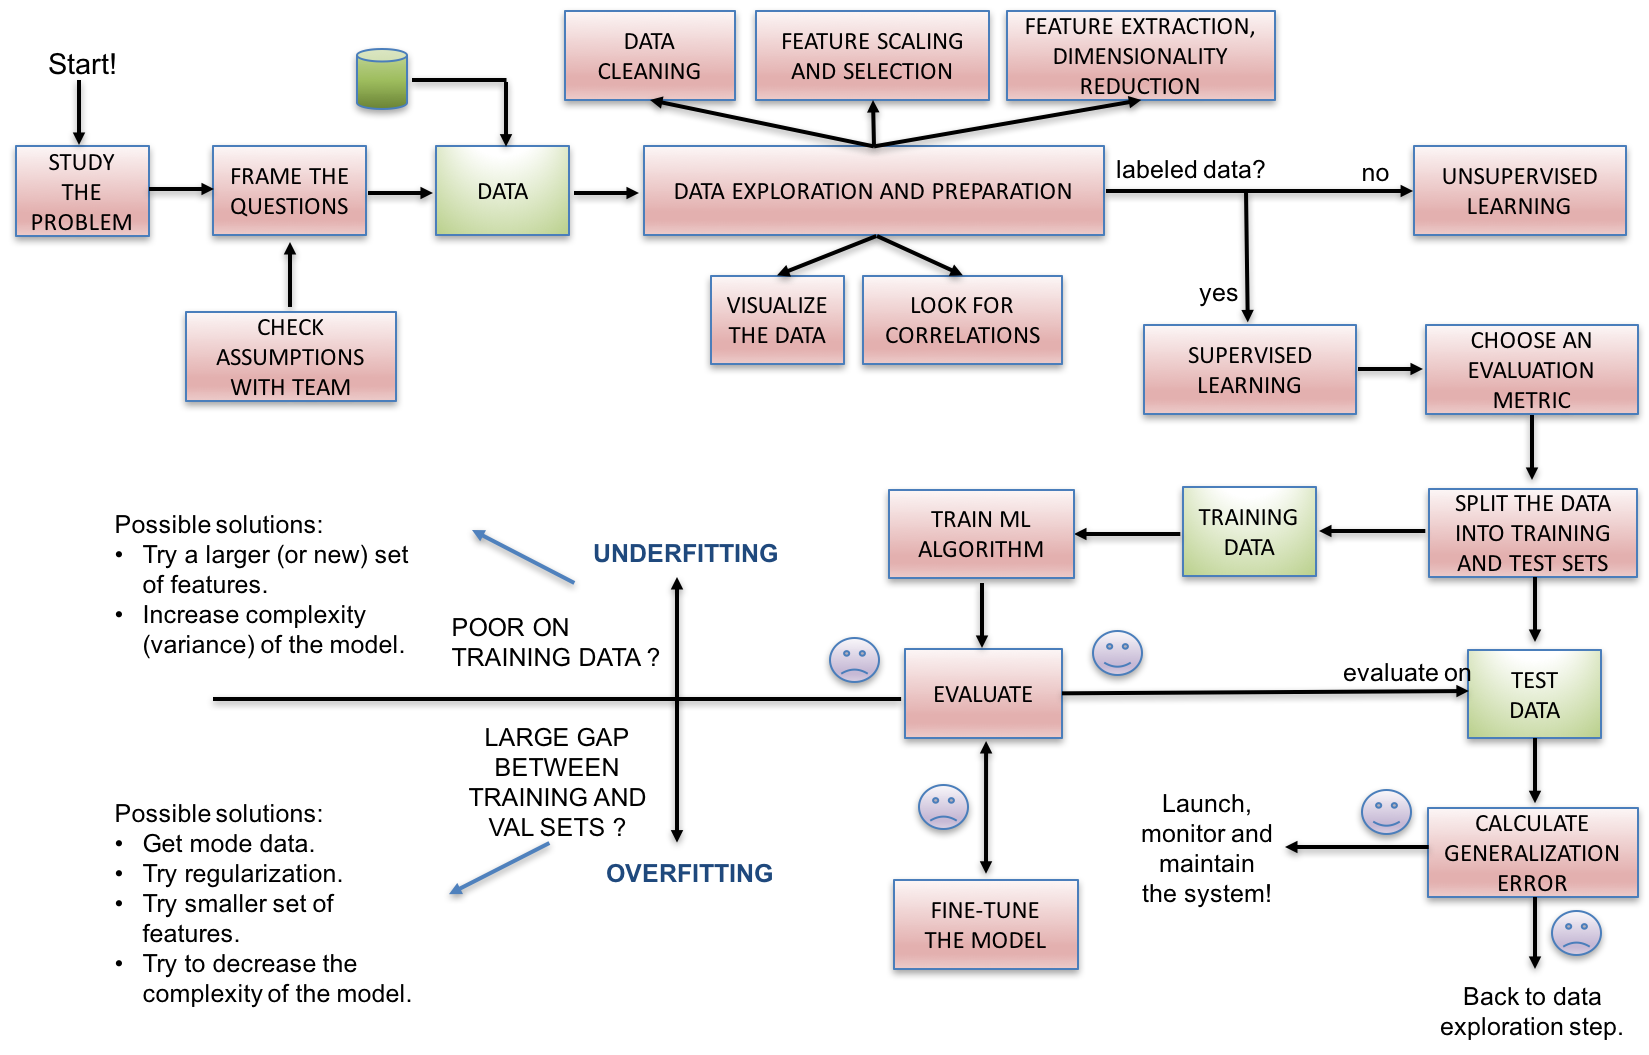 Start!
STUDY
THE
PROBLEM
FRAME THE
QUESTIONS
CHECK
ASSUMPTIONS
WITH TEAM
DATA
DATA
CLEANING
FEATURE SCALING
AND SELECTION
FEATURE EXTRACTION,
DIMENSIONALITY
REDUCTION
DATA EXPLORATION AND PREPARATION
VISUALIZE
THE DATA
LOOK FOR
CORRELATIONS
labeled data?
no
UNSUPERVISED
LEARNING
yes
SUPERVISED
LEARNING
CHOOSE AN
EVALUATION
METRIC
SPLIT THE DATA
INTO TRAINING
AND TEST SETS
TRAINING
DATA
TRAIN ML
ALGORITHM
EVALUATE
evaluate on
TEST
DATA
CALCULATE
GENERALIZATION
ERROR
Launch,
monitor and
maintain
the system!
Back to data
exploration step.
FINE-TUNE
THE MODEL
UNDERFITTING
POOR ON
TRAINING DATA ?
Possible solutions:
• Try a larger (or new) set
of features.
• Increase complexity
(variance) of the model.
LARGE GAP
BETWEEN
TRAINING AND
VAL SETS ?
OVERFITTING
Possible solutions:
• Get mode data.
• Try regularization.
• Try smaller set of
features.
• Try to decrease the
complexity of the model.